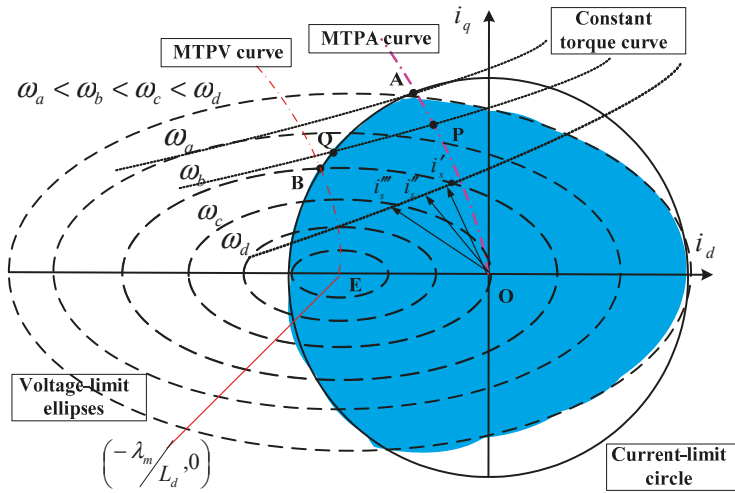 i_q
Constant
torque curve
MTPV curve
MTPA curve
A
ω_a < ω_b < ω_c < ω_d
ω_a
Q
P
ω_b
B
i_s''' i_s'' i_s'
ω_c
ω_d
i_d
E
O
Voltage-limit
ellipses
(-λ_m/L_d, 0)
Current-limit
circle